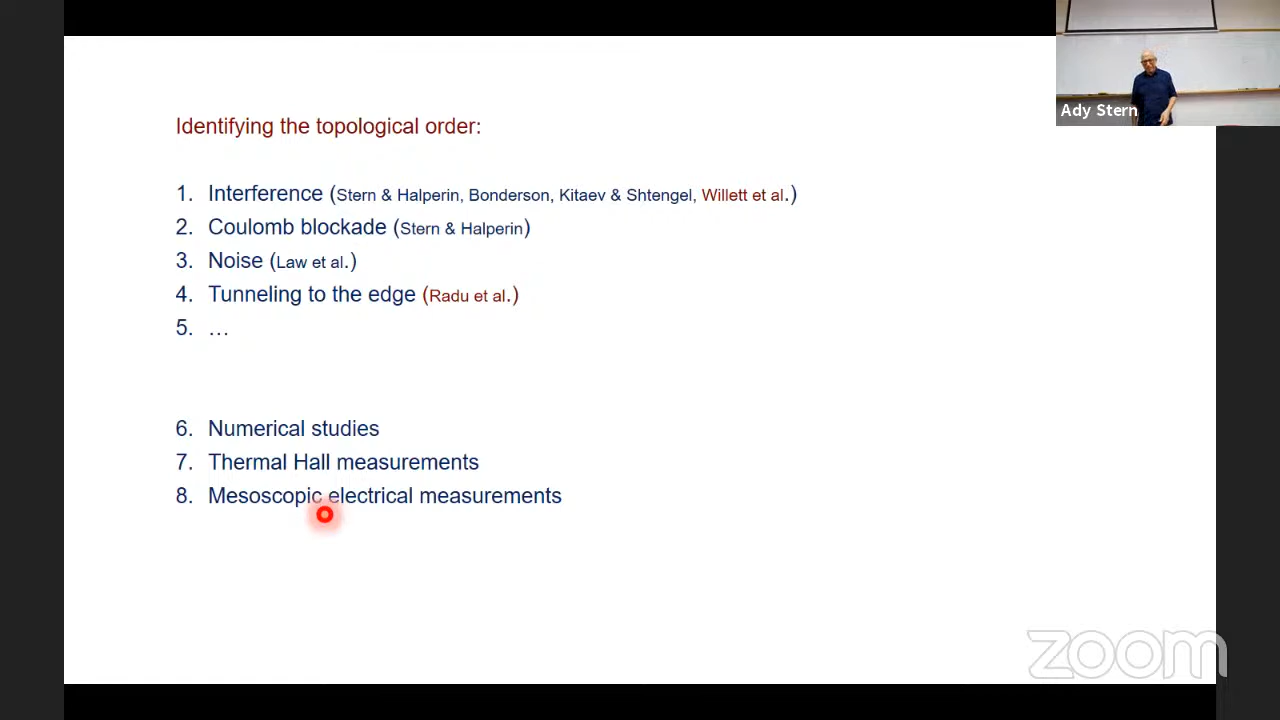 Identifying the topological order:
1. Interference (Stern & Halperin, Bonderson, Kitaev & Shtengel, Willett et al.)
2. Coulomb blockade (Stern & Halperin)
3. Noise (Law et al.)
4. Tunneling to the edge (Radu et al.)
5. …
6. Numerical studies
7. Thermal Hall measurements
8. Mesoscopic electrical measurements
Ady Stern
zoom